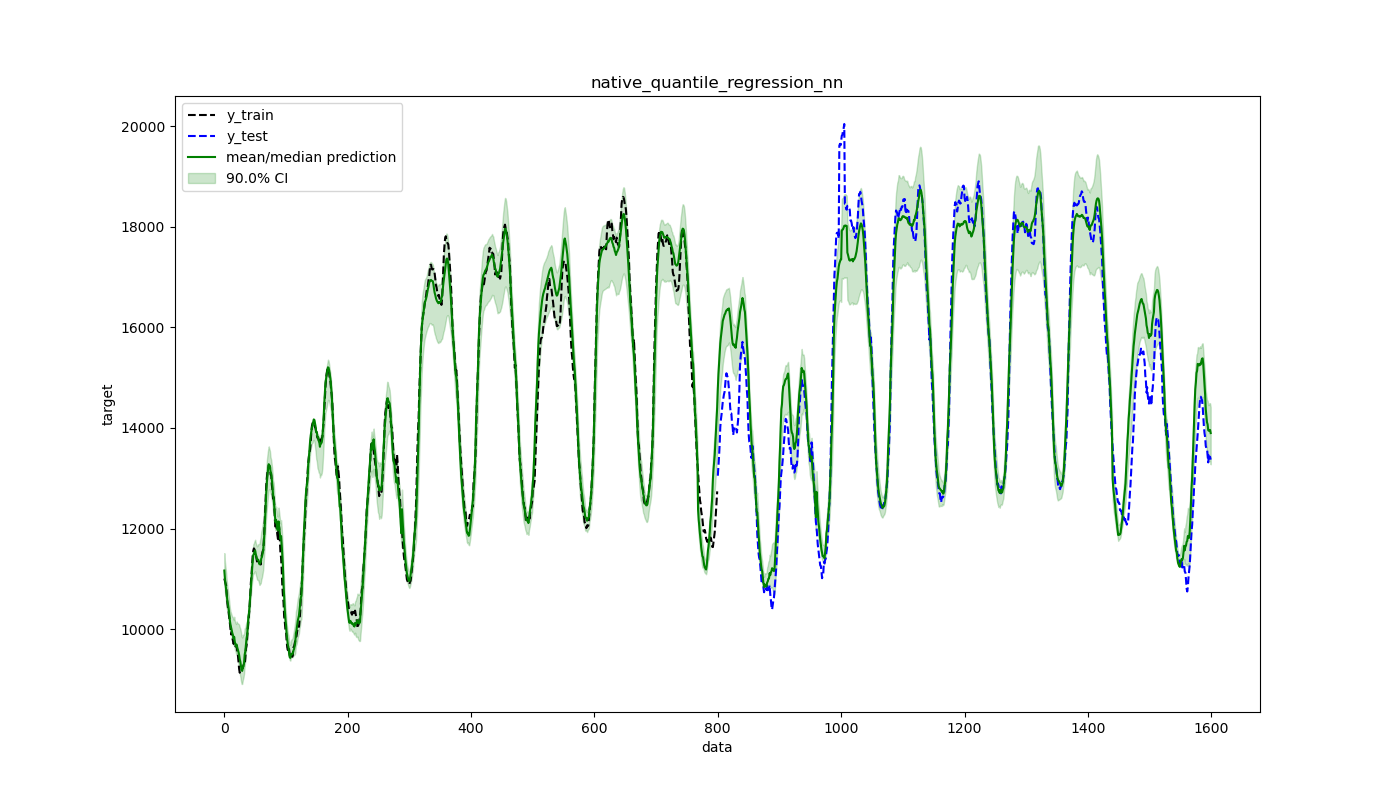 native_quantile_regression_nn
y_train
y_test
mean/median prediction
90.0% CI
20000
18000
16000
14000
12000
10000
target
0 200 400 600 800 1000 1200 1400 1600
data